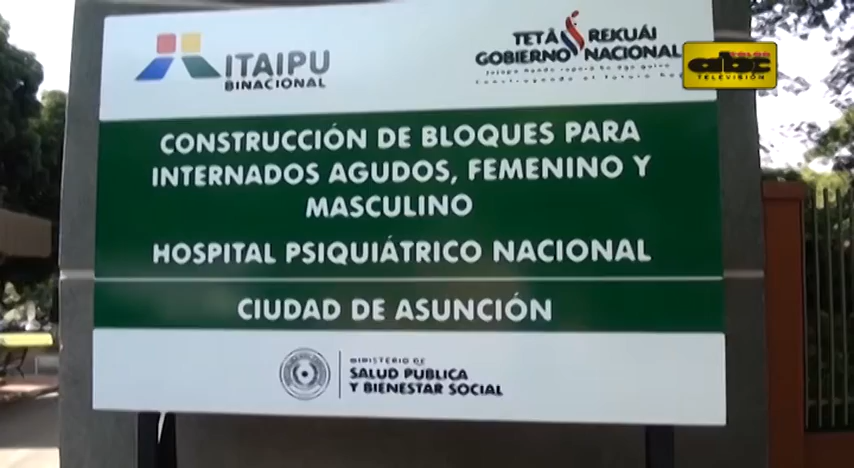 ITAIPU
BINACIONAL
TETÃ REKUÁI
GOBIERNO NACIONAL
COLOR
abc
TELEVISIÓN
CONSTRUCCIÓN DE BLOQUES PARA
INTERNADOS AGUDOS, FEMENINO Y
MASCULINO
HOSPITAL PSIQUIÁTRICO NACIONAL
CIUDAD DE ASUNCIÓN
MINISTERIO DE
SALUD PUBLICA
Y BIENESTAR SOCIAL